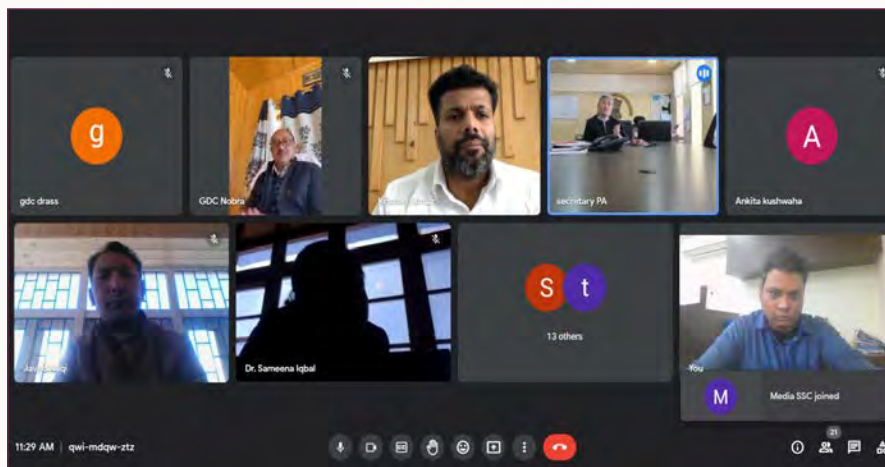 g
gdc drass
GDC Nobra
secretary PA
A
Ankita kushwaha
Dr. Sameena Iqbal
S t
13 others
You
M Media SSC joined
11:29 AM | qwi-mdqw-ztz
21